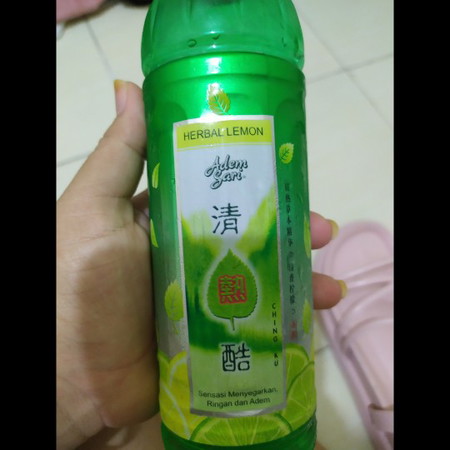 HERBAL LEMON
Adem
Sari
清
熱
酷
CHING KU
Sensasi Menyegarkan,
Ringan dan Adem